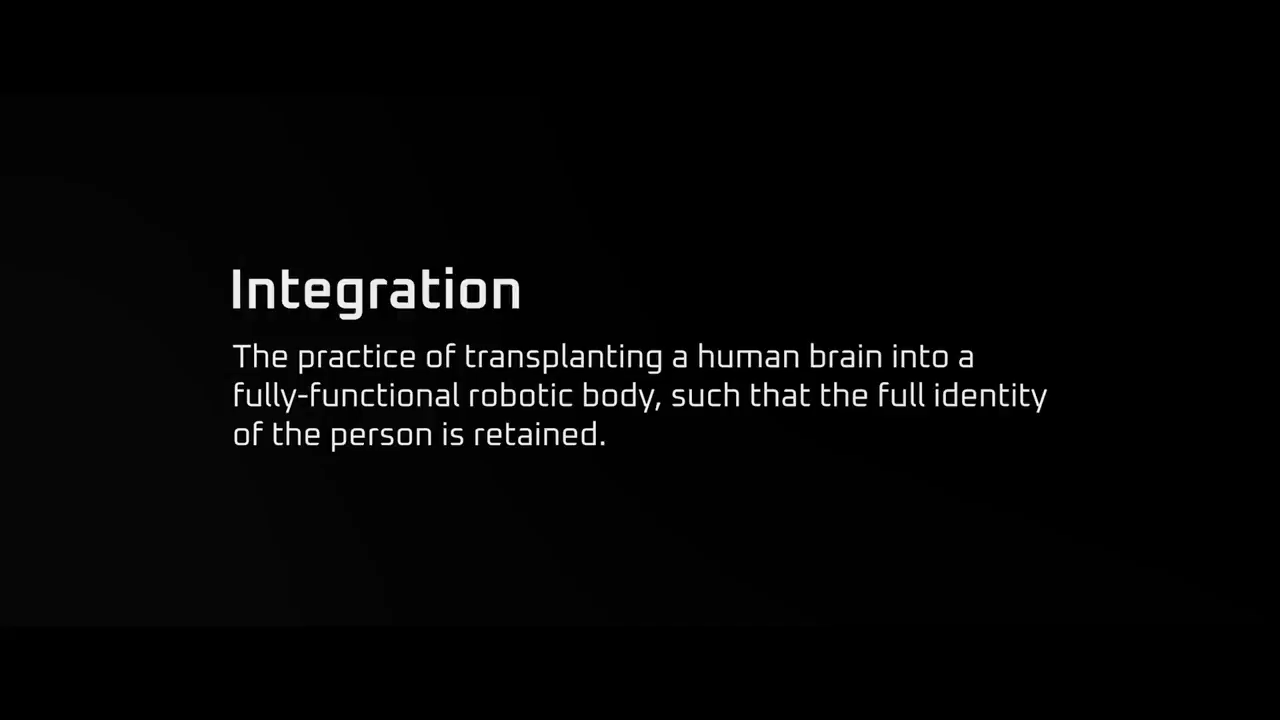 Integration
The practice of transplanting a human brain into a
fully-functional robotic body, such that the full identity
of the person is retained.